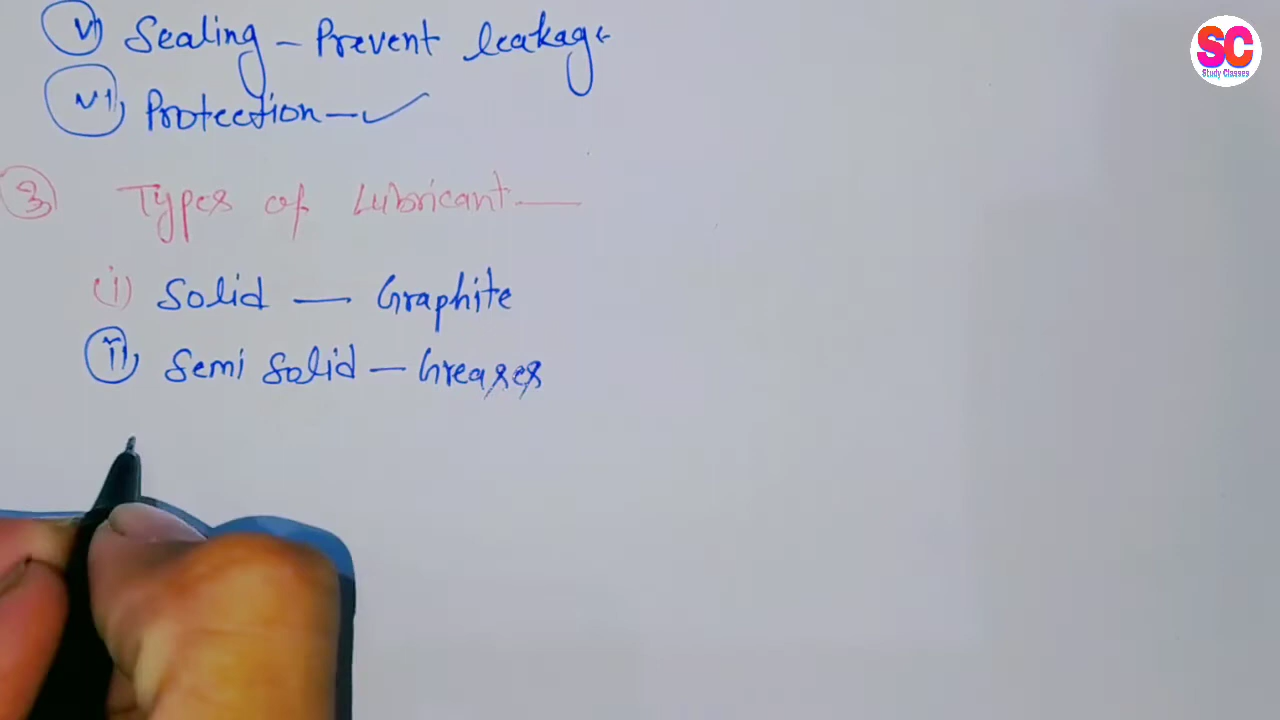 v) Sealing - Prevent leakage
vi) Protection - ✓
SC
Study Classes
3 Types of Lubricant —
(i) Solid — Graphite
ii) Semi Solid - Greases